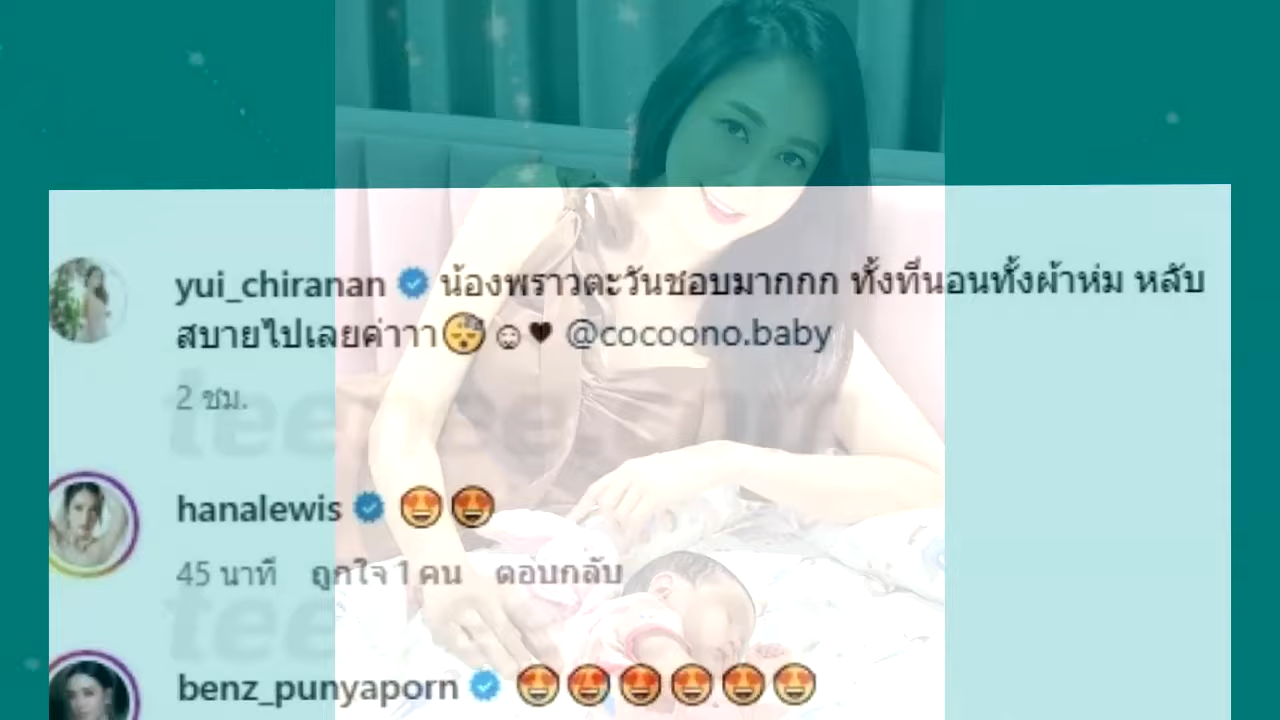 yui_chiranan น้องพราวตะวันชอบมากกก ทั้งที่นอนทั้งผ้าห่ม หลับ
สบายไปเลยค่าาา😴☺️♥ @cocoono.baby
2 ชม.
hanalewis 😍😍
45 นาที ถูกใจ 1 คน ตอบกลับ
benz_punyaporn 😍😍😍😍😍😍